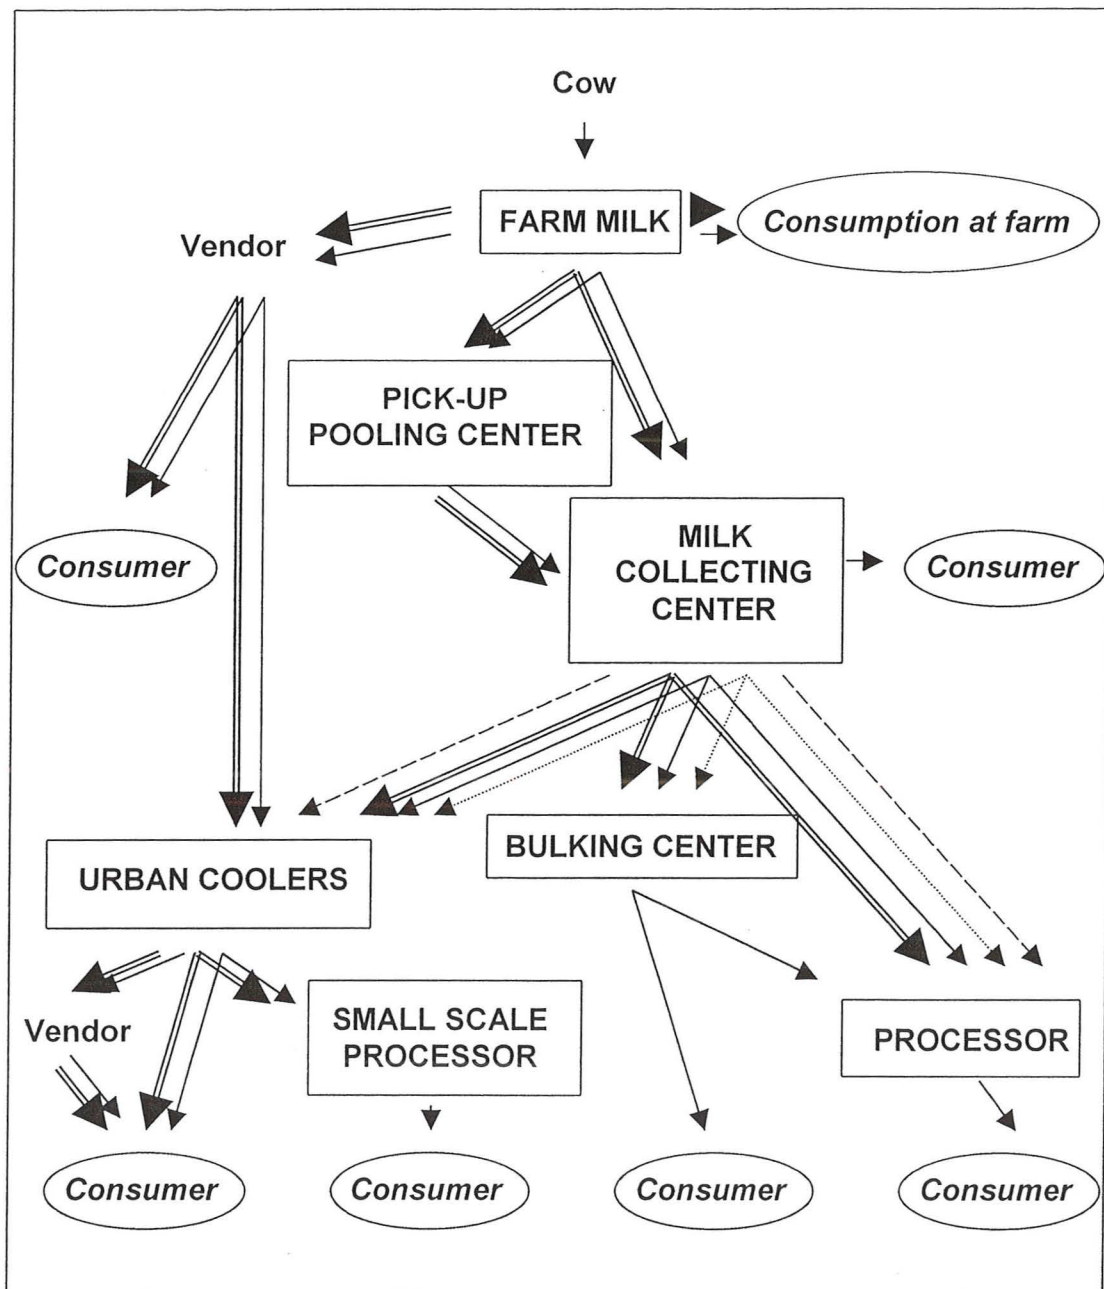 Cow
FARM MILK
Consumption at farm
Vendor
PICK-UP
POOLING CENTER
MILK
COLLECTING
CENTER
Consumer
Consumer
BULKING CENTER
URBAN COOLERS
Vendor
SMALL SCALE
PROCESSOR
PROCESSOR
Consumer
Consumer
Consumer
Consumer